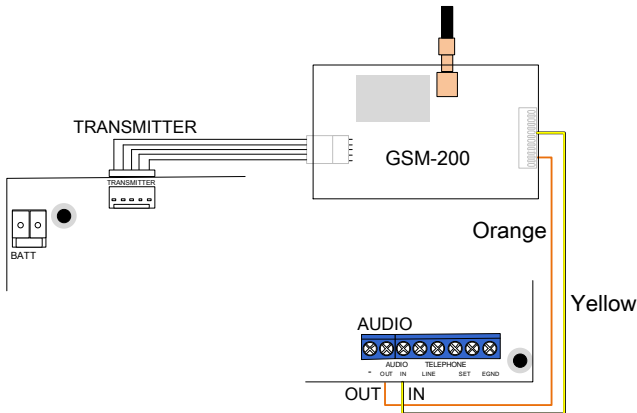 TRANSMITTER
GSM-200
TRANSMITTER
BATT
Orange
Yellow
AUDIO
AUDIO TELEPHONE
- OUT IN LINE SET EGND
OUT IN